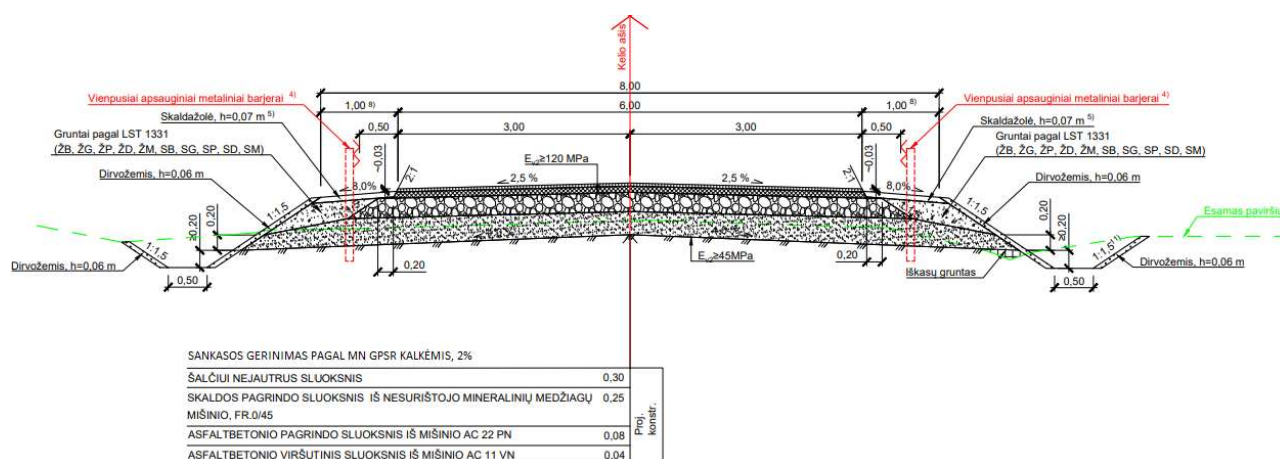 Kelio ašis
8,00
Vienpusiai apsauginiai metaliniai barjerai 4)
1,00 8)
6,00
1,00 8)
Vienpusiai apsauginiai metaliniai barjerai 4)
Skaldažolė, h=0,07 m 5)
0,50
3,00
3,00
0,50
Skaldažolė, h=0,07 m 5)
Gruntai pagal LST 1331
(ŽB, ŽG, ŽP, ŽD, ŽM, SB, SG, SP, SD, SM)
Gruntai pagal LST 1331
(ŽB, ŽG, ŽP, ŽD, ŽM, SB, SG, SP, SD, SM)
~0.03
Ev2≥120 MPa
~0.03
Dirvožemis, h=0,06 m
8,0%
2:1
2,5 %
2,5 %
2:1
8,0%
Dirvožemis, h=0,06 m
1:1,5
1:1,5
≥0,20
0,20
0,20
≥0,20
Esamas paviršiu
1:1,5
1:1,5
Dirvožemis, h=0,06 m
0,20
Ev2≥45MPa
0,20
Iškasų gruntas
Dirvožemis, h=0,06 m
0,50
0,50
SANKASOS GERINIMAS PAGAL MN GPSR KALKĖMIS, 2%
ŠALČIUI NEJAUTRUS SLUOKSNIS 0,30
SKALDOS PAGRINDO SLUOKSNIS IŠ NESURIŠTOJO MINERALINIŲ MEDŽIAGŲ 0,25
MIŠINIO, FR.0/45
ASFALTBETONIO PAGRINDO SLUOKSNIS IŠ MIŠINIO AC 22 PN 0,08
ASFALTBETONIO VIRŠUTINIS SLUOKSNIS IŠ MIŠINIO AC 11 VN 0,04
Proj.
konstr.